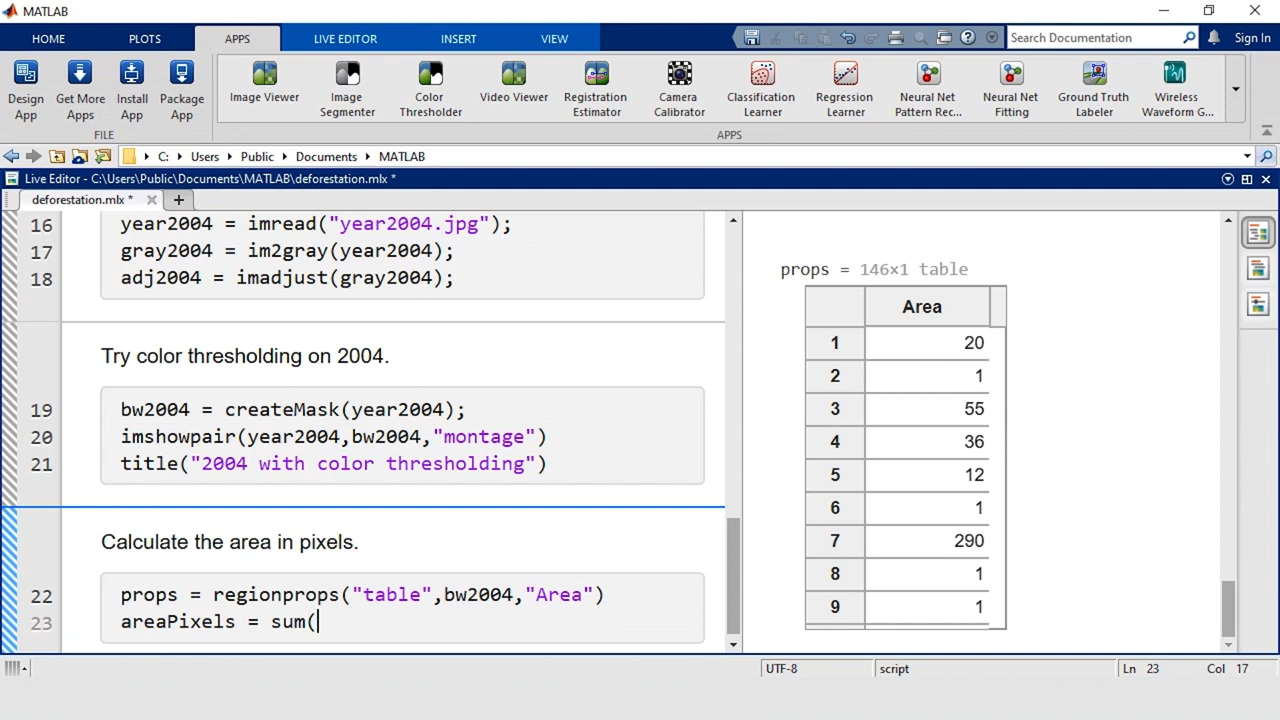 MATLAB
HOME PLOTS APPS LIVE EDITOR INSERT VIEW Search Documentation Sign In
Design App
Get More Apps
Install App
Package App
Image Viewer
Image Segmenter
Color Thresholder
Video Viewer
Registration Estimator
Camera Calibrator
Classification Learner
Regression Learner
Neural Net Pattern Rec...
Neural Net Fitting
Ground Truth Labeler
Wireless Waveform G...
FILE APPS
C: Users Public Documents MATLAB
Live Editor - C:\Users\Public\Documents\MATLAB\deforestation.mlx *
deforestation.mlx *
16 year2004 = imread("year2004.jpg");
17 gray2004 = im2gray(year2004);
18 adj2004 = imadjust(gray2004);
Try color thresholding on 2004.
19 bw2004 = createMask(year2004);
20 imshowpair(year2004,bw2004,"montage")
21 title("2004 with color thresholding")
Calculate the area in pixels.
22 props = regionprops("table",bw2004,"Area")
23 areaPixels = sum(
props = 146×1 table
Area
1 20
2 1
3 55
4 36
5 12
6 1
7 290
8 1
9 1
UTF-8 script Ln 23 Col 17